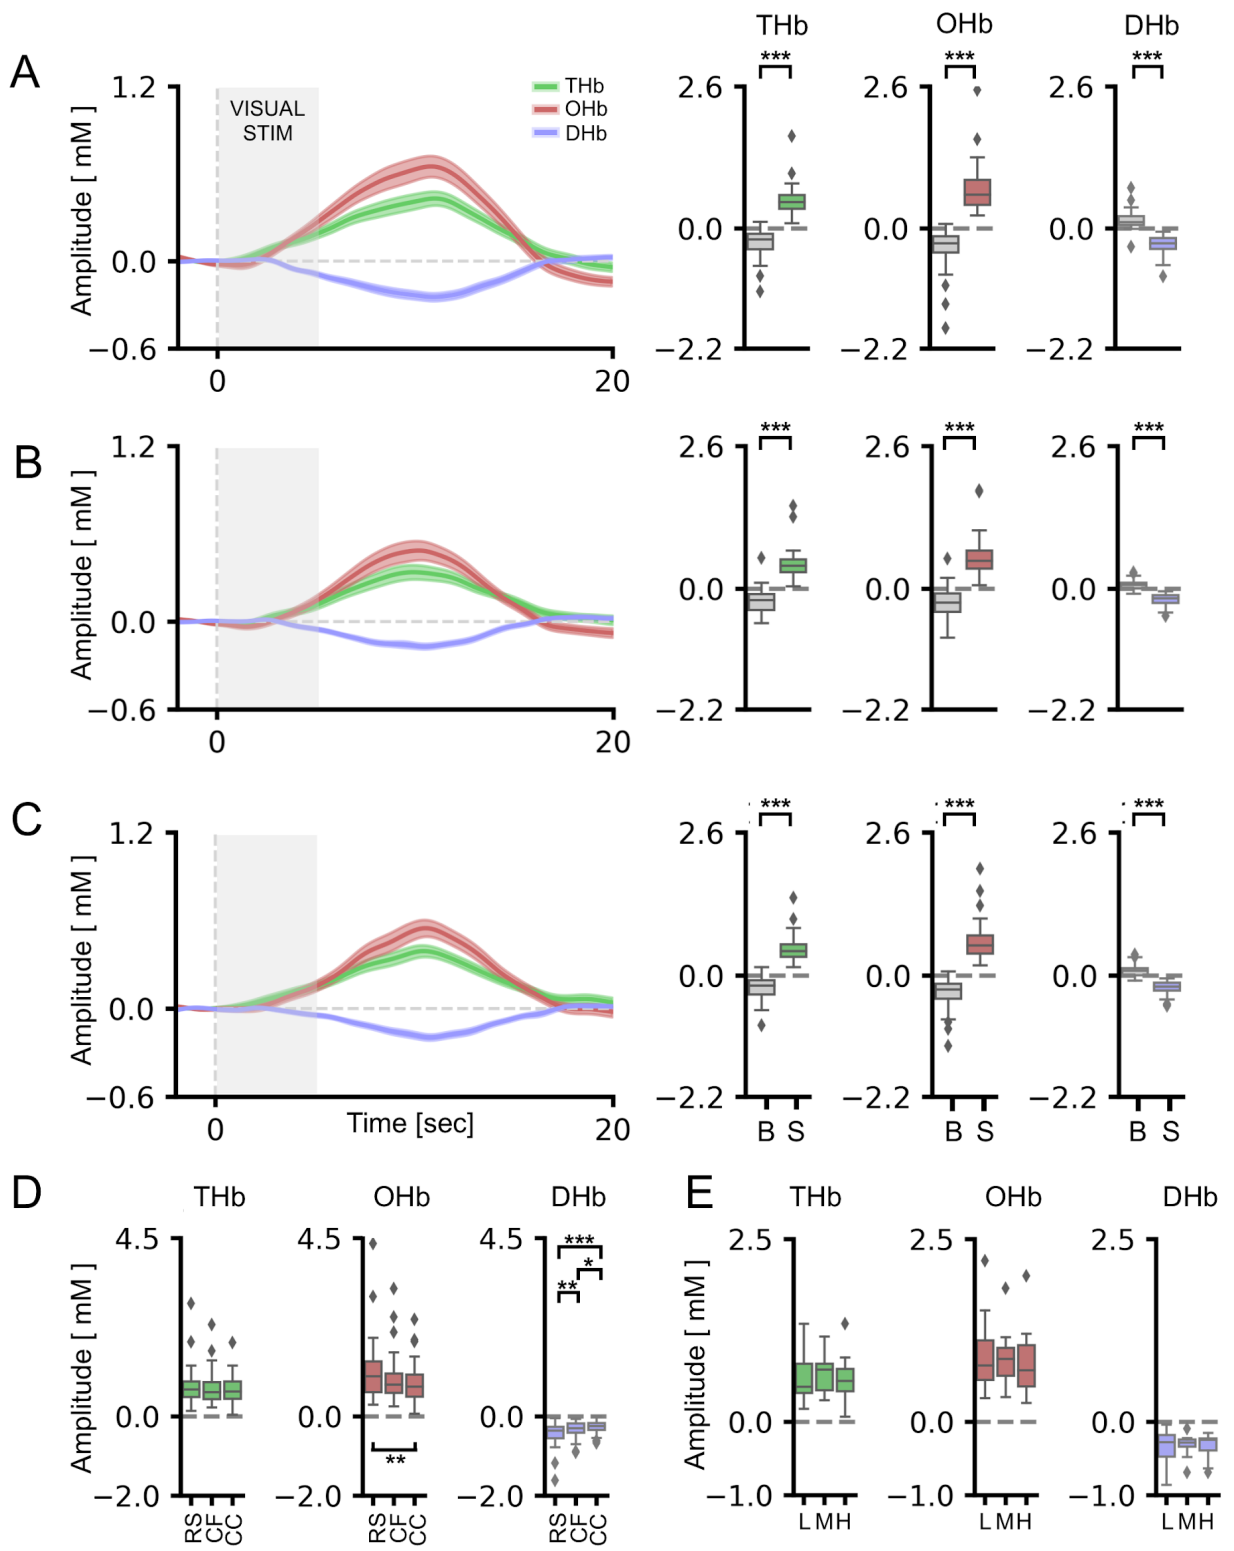 THb OHb DHb
A
*** *** ***
1.2 2.6 2.6 2.6
VISUAL
STIM
THb
OHb
DHb
Amplitude [ mM ]
0.0 0.0 0.0 0.0
−0.6 −2.2 −2.2 −2.2
0 20
B
*** *** ***
1.2 2.6 2.6 2.6
Amplitude [ mM ]
0.0 0.0 0.0 0.0
−0.6 −2.2 −2.2 −2.2
0 20
C
*** *** ***
1.2 2.6 2.6 2.6
Amplitude [ mM ]
0.0 0.0 0.0 0.0
−0.6 −2.2 −2.2 −2.2
0 Time [sec] 20 B S B S B S
D THb OHb DHb
4.5 4.5 4.5
***
*
**
Amplitude [ mM ]
0.0 0.0 0.0
**
−2.0 −2.0 −2.0
RS CF CC RS CF CC RS CF CC
E THb OHb DHb
2.5 2.5 2.5
Amplitude [ mM ]
0.0 0.0 0.0
−1.0 −1.0 −1.0
L M H L M H L M H